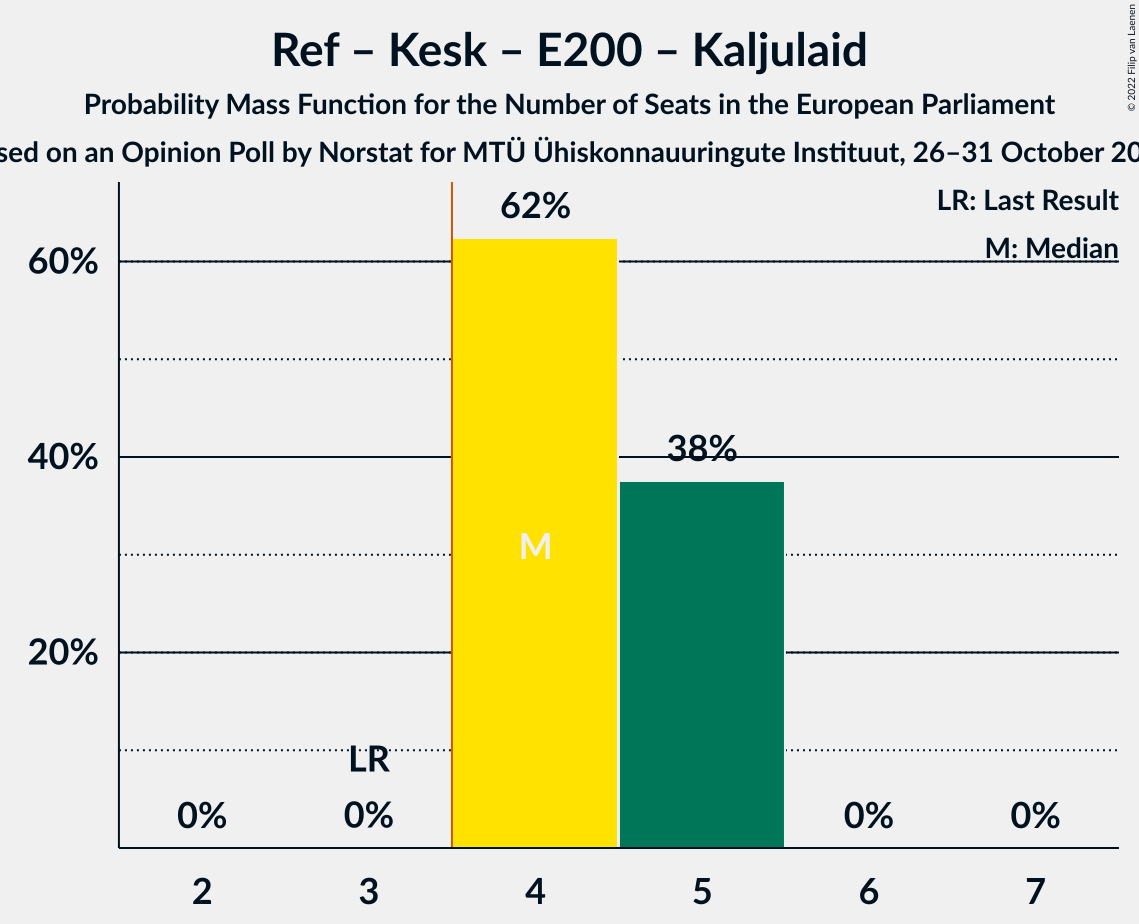 Ref – Kesk – E200 – Kaljulaid
Probability Mass Function for the Number of Seats in the European Parliament
on an Opinion Poll by Norstat for MTÜ Ühiskonnauuringute Instituut, 26–31 October
© 2022 Filip van Laenen
LR: Last Result
M: Median
62%
60%
38%
40%
M
20%
LR
0%
0%
0%
0%
2
3
4
5
6
7